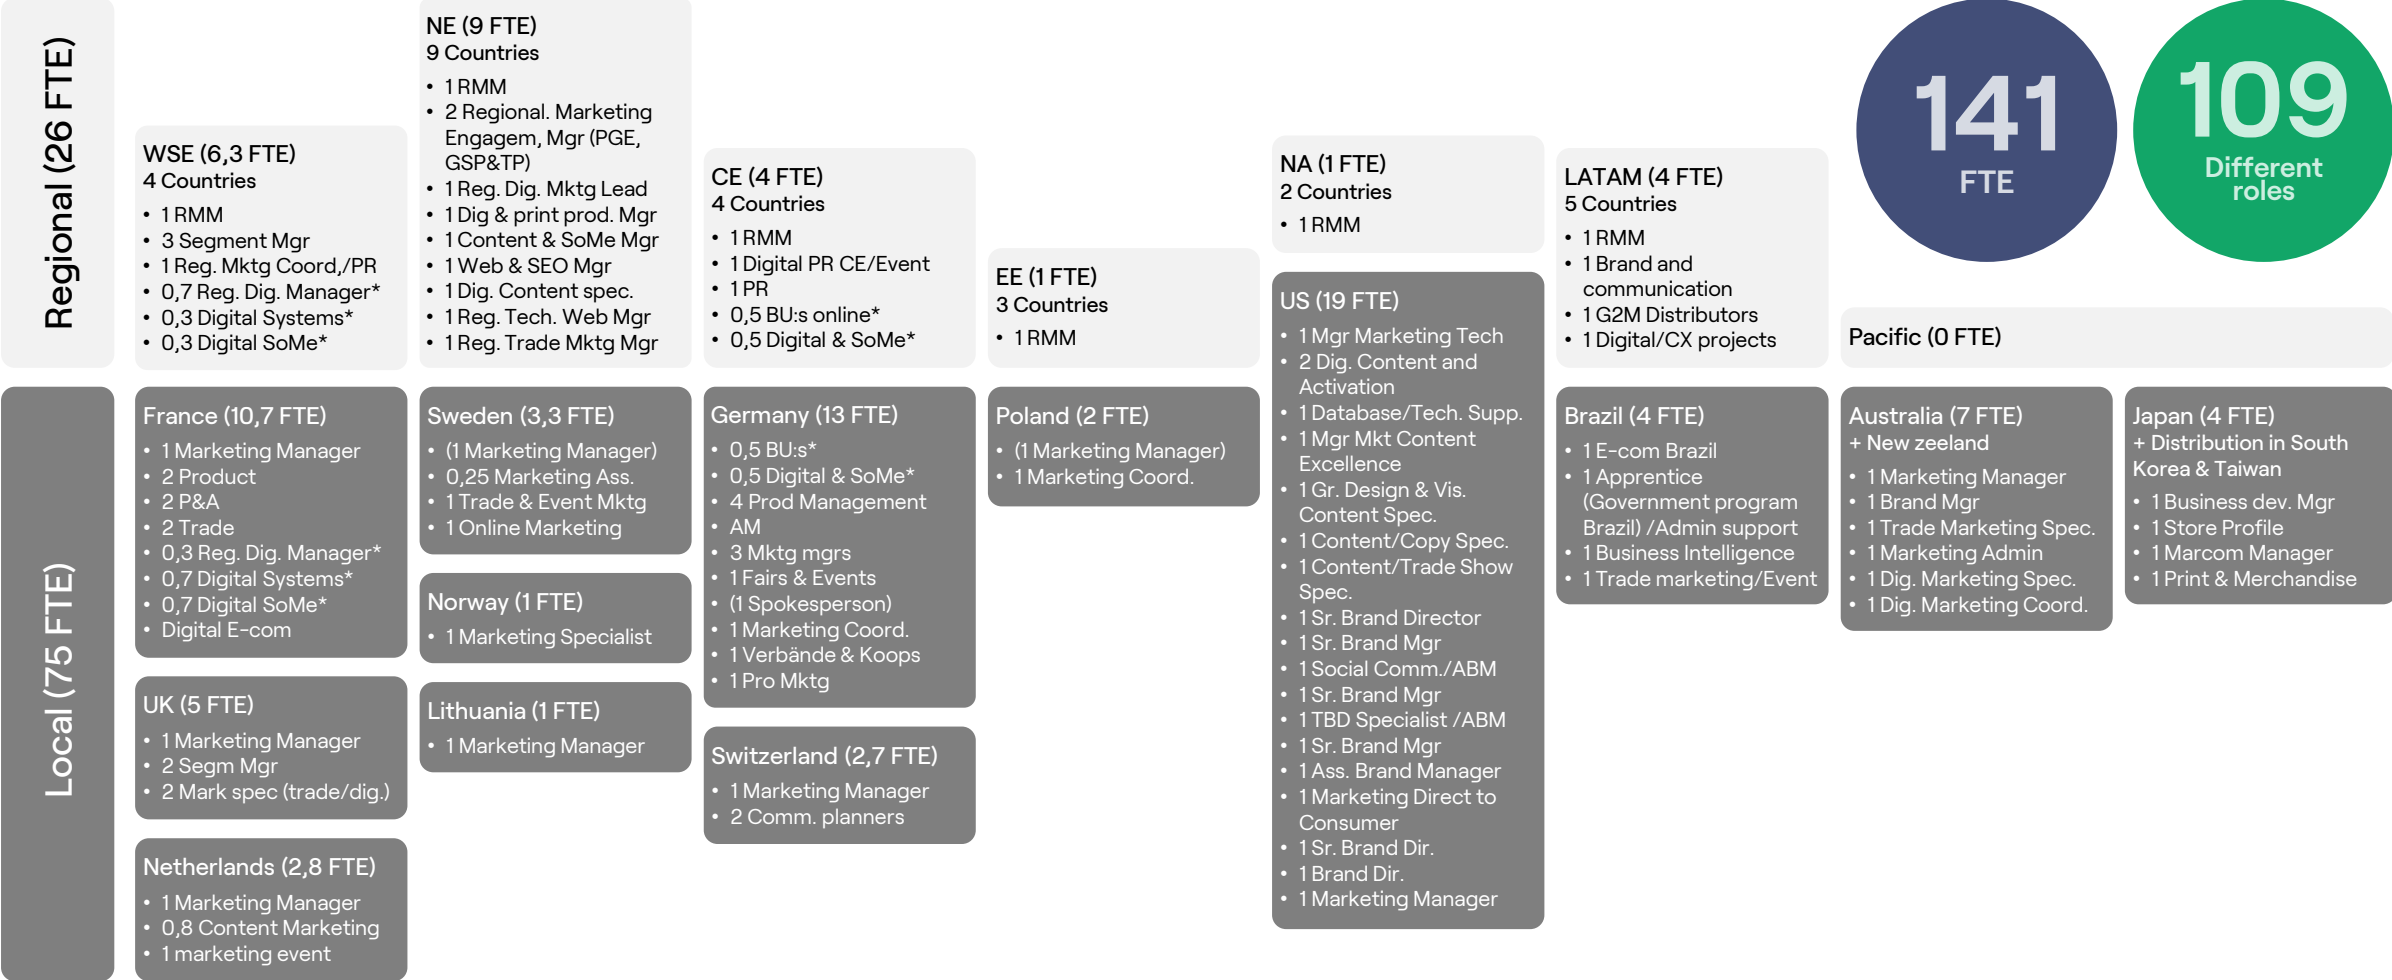 Regional (26 FTE)
WSE (6,3 FTE)
4 Countries
• 1 RMM
• 3 Segment Mgr
• 1 Reg. Mktg Coord,/PR
• 0,7 Reg. Dig. Manager*
• 0,3 Digital Systems*
• 0,3 Digital SoMe*
NE (9 FTE)
9 Countries
• 1 RMM
• 2 Regional. Marketing
Engagem, Mgr (PGE,
GSP&TP)
• 1 Reg. Dig. Mktg Lead
• 1 Dig & print prod. Mgr
• 1 Content & SoMe Mgr
• 1 Web & SEO Mgr
• 1 Dig. Content spec.
• 1 Reg. Tech. Web Mgr
• 1 Reg. Trade Mktg Mgr
CE (4 FTE)
4 Countries
• 1 RMM
• 1 Digital PR CE/Event
• 1 PR
• 0,5 BU:s online*
• 0,5 Digital & SoMe*
EE (1 FTE)
3 Countries
• 1 RMM
NA (1 FTE)
2 Countries
• 1 RMM
LATAM (4 FTE)
5 Countries
• 1 RMM
• 1 Brand and
communication
• 1 G2M Distributors
• 1 Digital/CX projects
141
FTE
109
Different
roles
Pacific (0 FTE)
Local (75 FTE)
France (10,7 FTE)
• 1 Marketing Manager
• 2 Product
• 2 P&A
• 2 Trade
• 0,3 Reg. Dig. Manager*
• 0,7 Digital Systems*
• 0,7 Digital SoMe*
• Digital E-com
UK (5 FTE)
• 1 Marketing Manager
• 2 Segm Mgr
• 2 Mark spec (trade/dig.)
Netherlands (2,8 FTE)
• 1 Marketing Manager
• 0,8 Content Marketing
• 1 marketing event
Sweden (3,3 FTE)
• (1 Marketing Manager)
• 0,25 Marketing Ass.
• 1 Trade & Event Mktg
• 1 Online Marketing
Norway (1 FTE)
• 1 Marketing Specialist
Lithuania (1 FTE)
• 1 Marketing Manager
Germany (13 FTE)
• 0,5 BU:s*
• 0,5 Digital & SoMe*
• 4 Prod Management
• AM
• 3 Mktg mgrs
• 1 Fairs & Events
• (1 Spokesperson)
• 1 Marketing Coord.
• 1 Verbände & Koops
• 1 Pro Mktg
Switzerland (2,7 FTE)
• 1 Marketing Manager
• 2 Comm. planners
Poland (2 FTE)
• (1 Marketing Manager)
• 1 Marketing Coord.
US (19 FTE)
• 1 Mgr Marketing Tech
• 2 Dig. Content and
Activation
• 1 Database/Tech. Supp.
• 1 Mgr Mkt Content
Excellence
• 1 Gr. Design & Vis.
Content Spec.
• 1 Content/Copy Spec.
• 1 Content/Trade Show
Spec.
• 1 Sr. Brand Director
• 1 Sr. Brand Mgr
• 1 Social Comm./ABM
• 1 Sr. Brand Mgr
• 1 TBD Specialist /ABM
• 1 Sr. Brand Mgr
• 1 Ass. Brand Manager
• 1 Marketing Direct to
Consumer
• 1 Sr. Brand Dir.
• 1 Brand Dir.
• 1 Marketing Manager
Brazil (4 FTE)
• 1 E-com Brazil
• 1 Apprentice
(Government program
Brazil) /Admin support
• 1 Business Intelligence
• 1 Trade marketing/Event
Australia (7 FTE)
+ New zeeland
• 1 Marketing Manager
• 1 Brand Mgr
• 1 Trade Marketing Spec.
• 1 Marketing Admin
• 1 Dig. Marketing Spec.
• 1 Dig. Marketing Coord.
Japan (4 FTE)
+ Distribution in South
Korea & Taiwan
• 1 Business dev. Mgr
• 1 Store Profile
• 1 Marcom Manager
• 1 Print & Merchandise